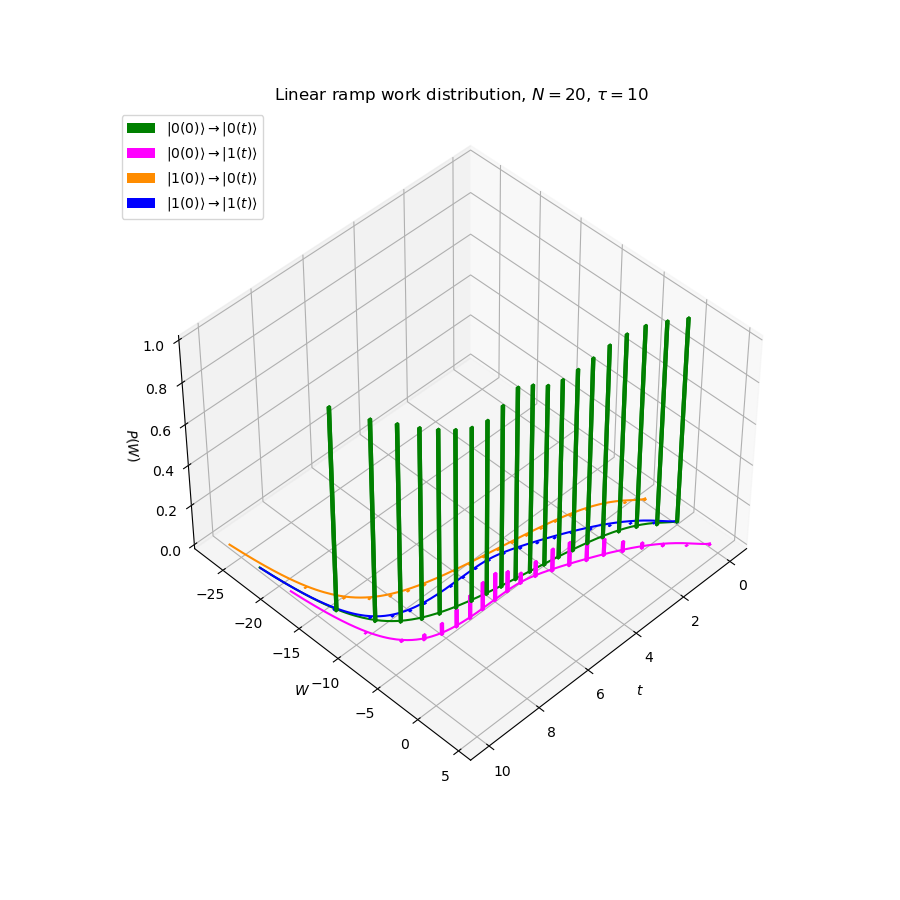 Linear ramp work distribution, $N = 20$, $\tau = 10$
|0(0)⟩ → |0(t)⟩
|0(0)⟩ → |1(t)⟩
|1(0)⟩ → |0(t)⟩
|1(0)⟩ → |1(t)⟩
1.0
0.8
0.6
0.4
0.2
0.0
P(W)
−25
−20
−15
−10
−5
0
5
W
0
2
4
6
8
10
t